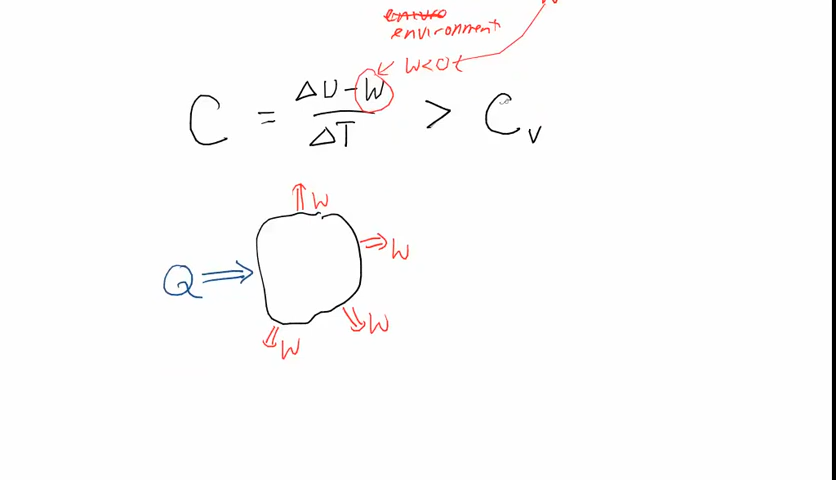 environment
W<0
C = ΔU-W / ΔT > Cv
W
W
Q
W
W